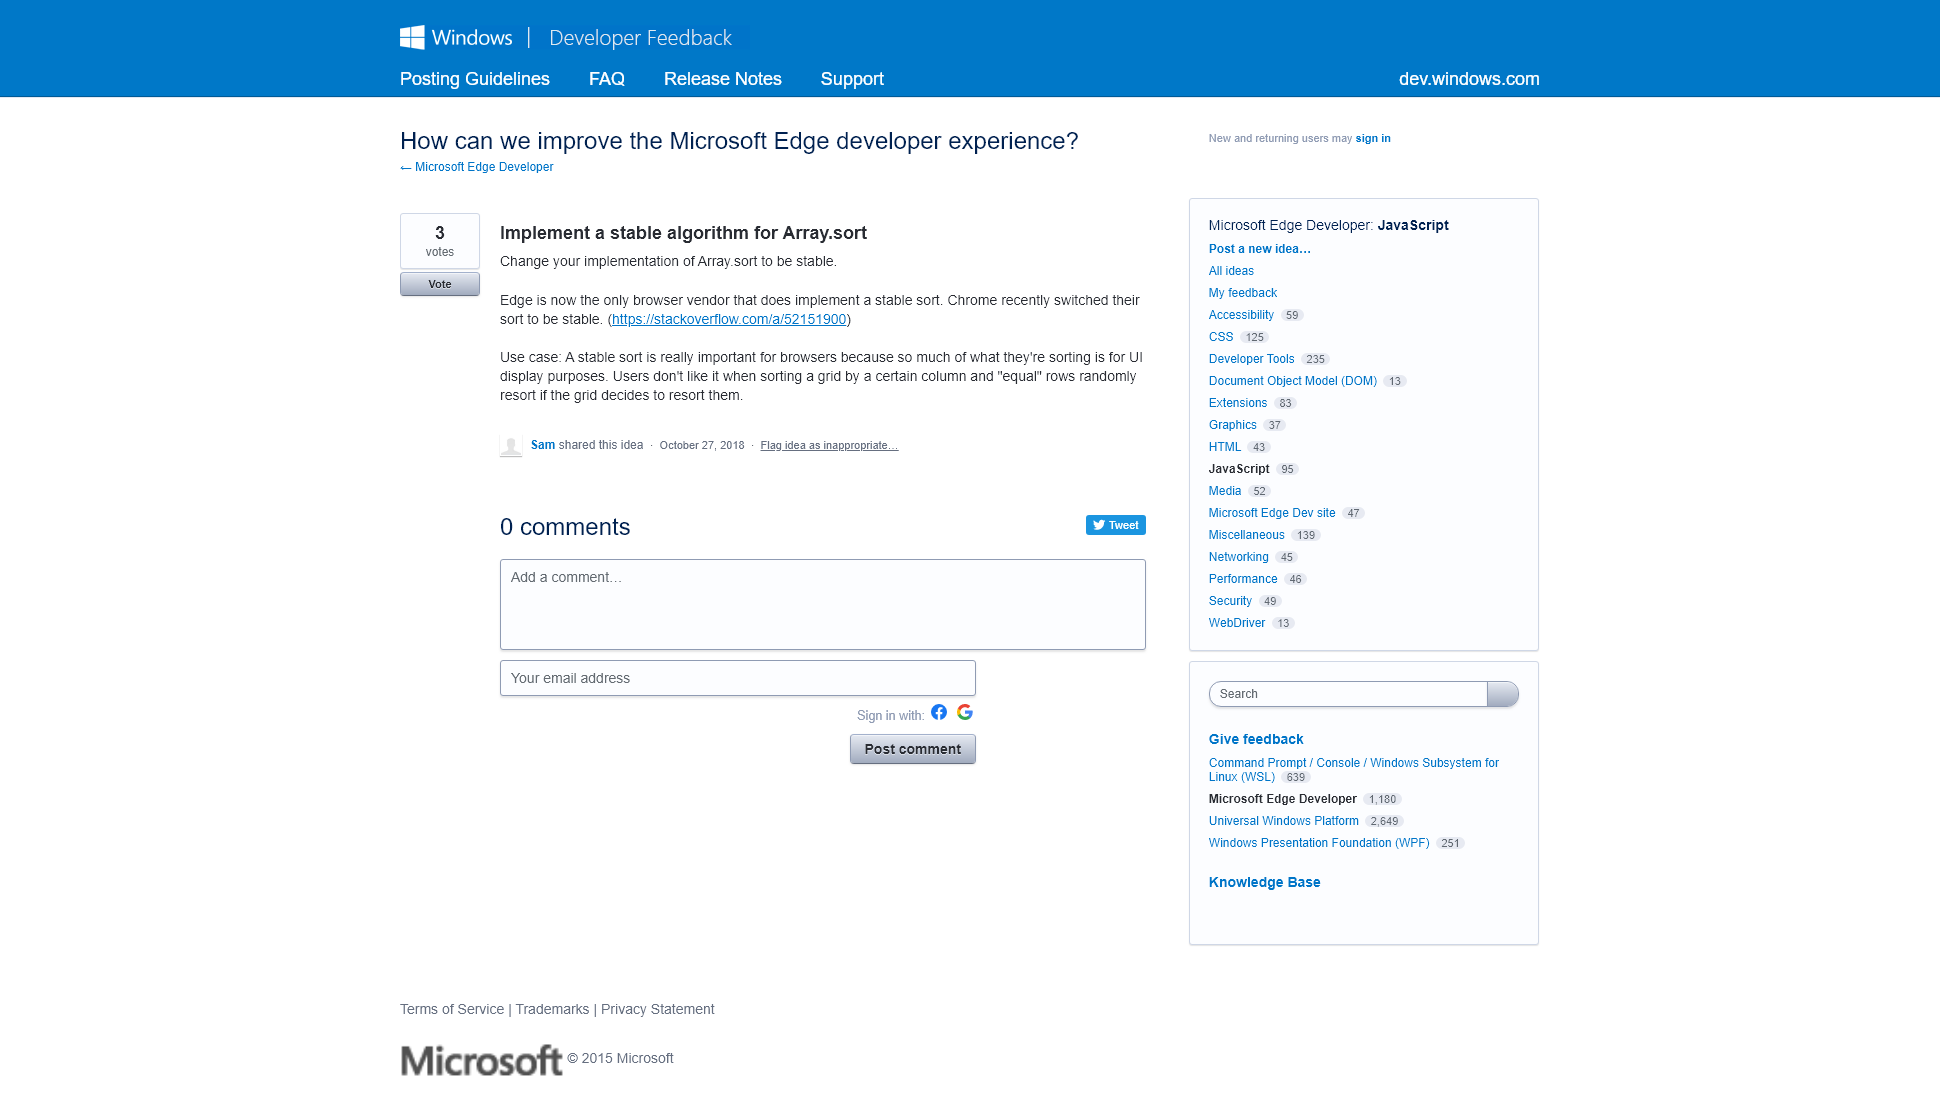 Windows | Developer Feedback
Posting Guidelines FAQ Release Notes Support dev.windows.com
How can we improve the Microsoft Edge developer experience?
← Microsoft Edge Developer
New and returning users may sign in
3
votes
Vote
Implement a stable algorithm for Array.sort
Change your implementation of Array.sort to be stable.
Edge is now the only browser vendor that does implement a stable sort. Chrome recently switched their
sort to be stable. (https://stackoverflow.com/a/52151900)
Use case: A stable sort is really important for browsers because so much of what they're sorting is for UI
display purposes. Users don't like it when sorting a grid by a certain column and "equal" rows randomly
resort if the grid decides to resort them.
Sam shared this idea · October 27, 2018 · Flag idea as inappropriate…
0 comments
Tweet
Add a comment…
Your email address
Sign in with:
Post comment
Microsoft Edge Developer: JavaScript
Post a new idea…
All ideas
My feedback
Accessibility 59
CSS 125
Developer Tools 235
Document Object Model (DOM) 13
Extensions 83
Graphics 37
HTML 43
JavaScript 95
Media 52
Microsoft Edge Dev site 47
Miscellaneous 139
Networking 45
Performance 46
Security 49
WebDriver 13
Search
Give feedback
Command Prompt / Console / Windows Subsystem for
Linux (WSL) 639
Microsoft Edge Developer 1,180
Universal Windows Platform 2,649
Windows Presentation Foundation (WPF) 251
Knowledge Base
Terms of Service | Trademarks | Privacy Statement
Microsoft © 2015 Microsoft